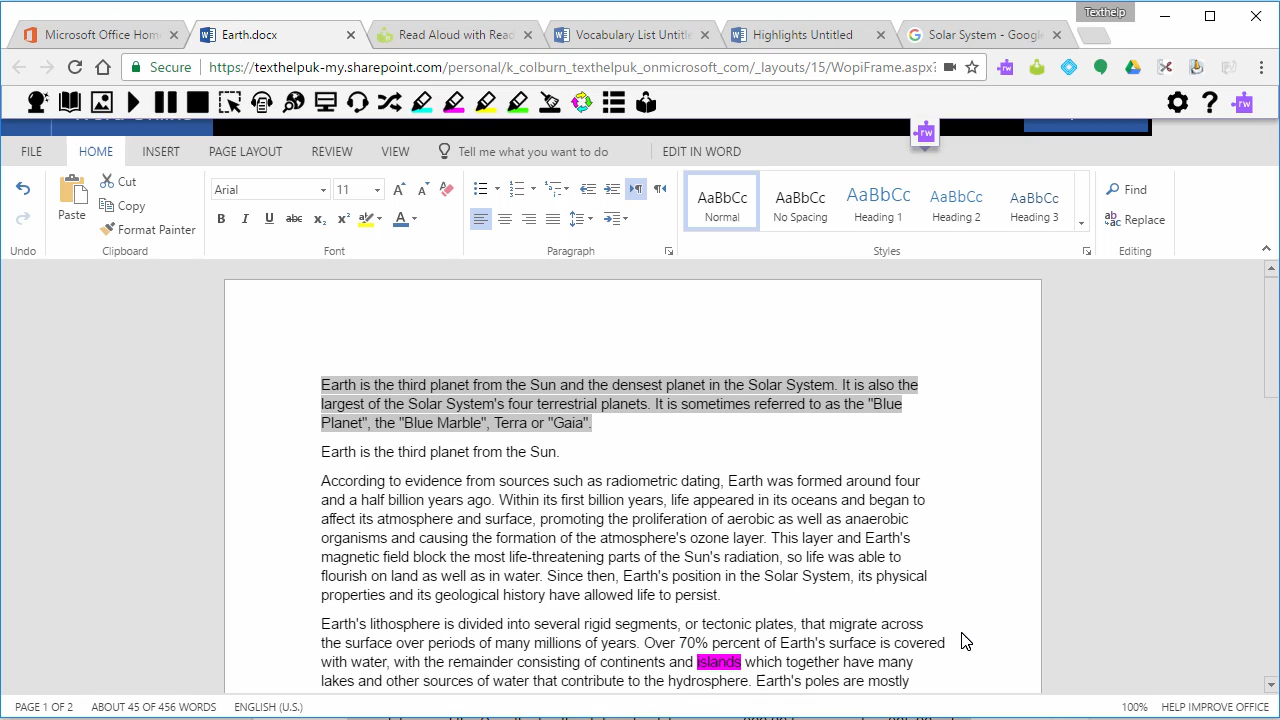 Texthelp
Microsoft Office Hom
Earth.docx
Read Aloud with Read
Vocabulary List Untitle
Highlights Untitled
Solar System - Google
Secure
https://texthelpuk-my.sharepoint.com/personal/k_colburn_texthelpuk_onmicrosoft_com/_layouts/15/WopiFrame.aspx?
rw
FILE
HOME
INSERT
PAGE LAYOUT
REVIEW
VIEW
Tell me what you want to do
EDIT IN WORD
Paste
Cut
Copy
Format Painter
Arial
11
AaBbCc
Normal
AaBbCc
No Spacing
AaBbCc
Heading 1
AaBbCc
Heading 2
AaBbCc
Heading 3
Find
Replace
Undo
Clipboard
Font
Paragraph
Styles
Editing
Earth is the third planet from the Sun and the densest planet in the Solar System. It is also the
largest of the Solar System's four terrestrial planets. It is sometimes referred to as the "Blue
Planet", the "Blue Marble", Terra or "Gaia".
Earth is the third planet from the Sun.
According to evidence from sources such as radiometric dating, Earth was formed around four
and a half billion years ago. Within its first billion years, life appeared in its oceans and began to
affect its atmosphere and surface, promoting the proliferation of aerobic as well as anaerobic
organisms and causing the formation of the atmosphere's ozone layer. This layer and Earth's
magnetic field block the most life-threatening parts of the Sun's radiation, so life was able to
flourish on land as well as in water. Since then, Earth's position in the Solar System, its physical
properties and its geological history have allowed life to persist.
Earth's lithosphere is divided into several rigid segments, or tectonic plates, that migrate across
the surface over periods of many millions of years. Over 70% percent of Earth's surface is covered
with water, with the remainder consisting of continents and islands which together have many
lakes and other sources of water that contribute to the hydrosphere. Earth's poles are mostly
PAGE 1 OF 2
ABOUT 45 OF 456 WORDS
ENGLISH (U.S.)
100%
HELP IMPROVE OFFICE